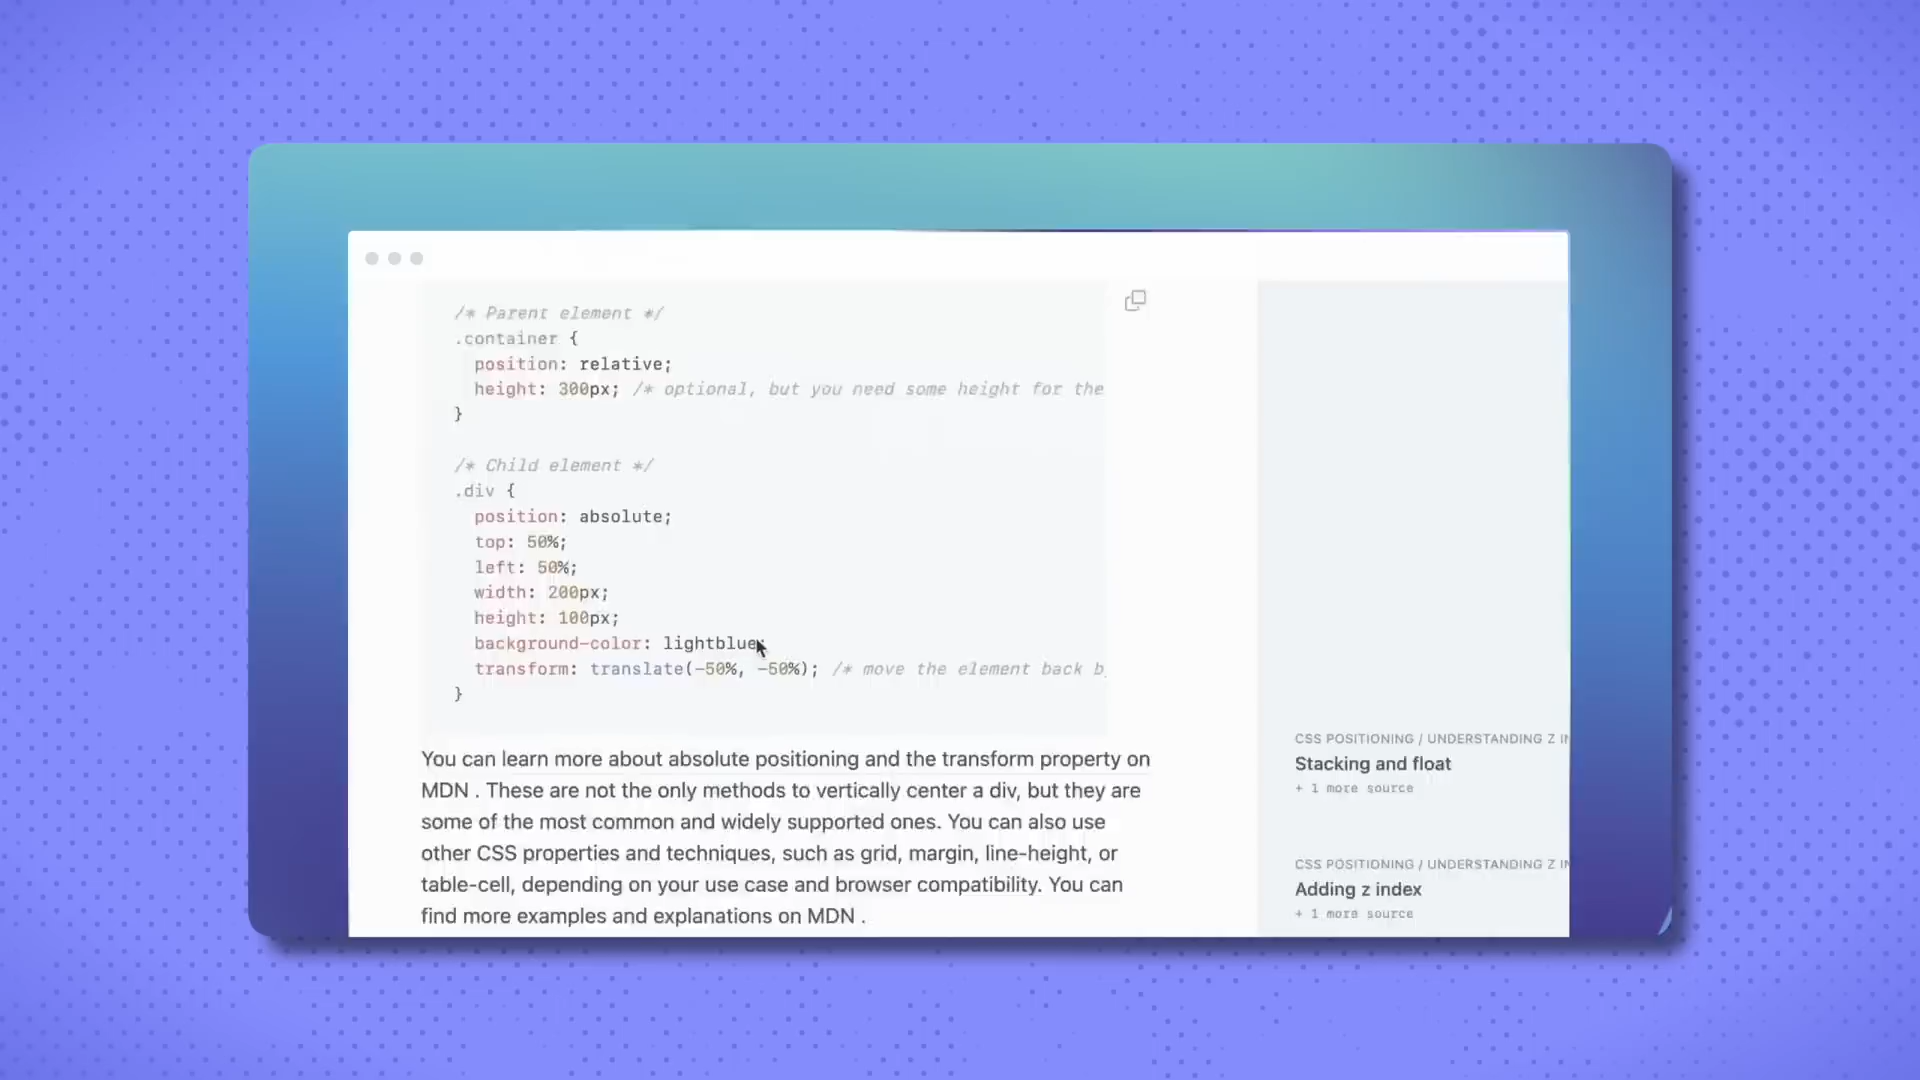 /* Parent element */
.container {
position: relative;
height: 300px; /* optional, but you need some height for the
}
/* Child element */
.div {
position: absolute;
top: 50%;
left: 50%;
width: 200px;
height: 100px;
background-color: lightblue;
transform: translate(-50%, -50%); /* move the element back b
}
You can learn more about absolute positioning and the transform property on
MDN . These are not the only methods to vertically center a div, but they are
some of the most common and widely supported ones. You can also use
other CSS properties and techniques, such as grid, margin, line-height, or
table-cell, depending on your use case and browser compatibility. You can
find more examples and explanations on MDN .
CSS POSITIONING / UNDERSTANDING Z IN
Stacking and float
+ 1 more source
CSS POSITIONING / UNDERSTANDING Z IN
Adding z index
+ 1 more source